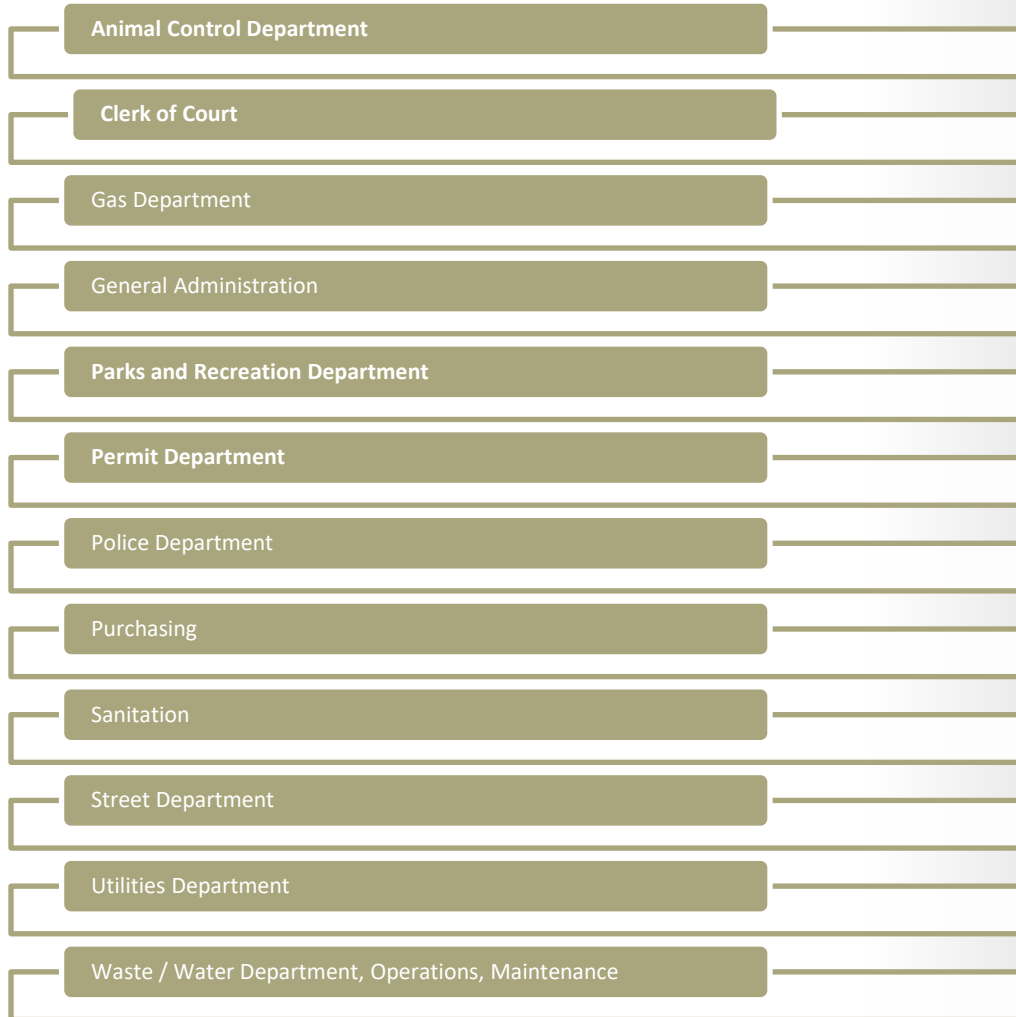 Animal Control Department
Clerk of Court
Gas Department
General Administration
Parks and Recreation Department
Permit Department
Police Department
Purchasing
Sanitation
Street Department
Utilities Department
Waste / Water Department, Operations, Maintenance